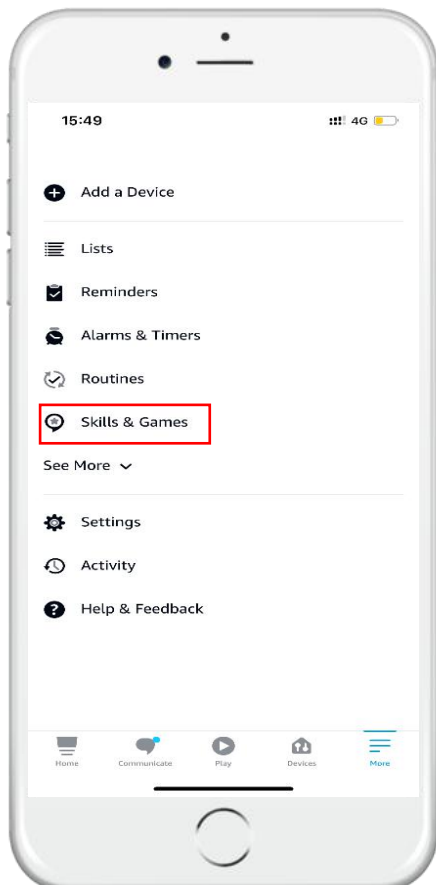 15:49 4G
Add a Device
Lists
Reminders
Alarms & Timers
Routines
Skills & Games
See More
Settings
Activity
Help & Feedback
Home Communicate Play Devices More